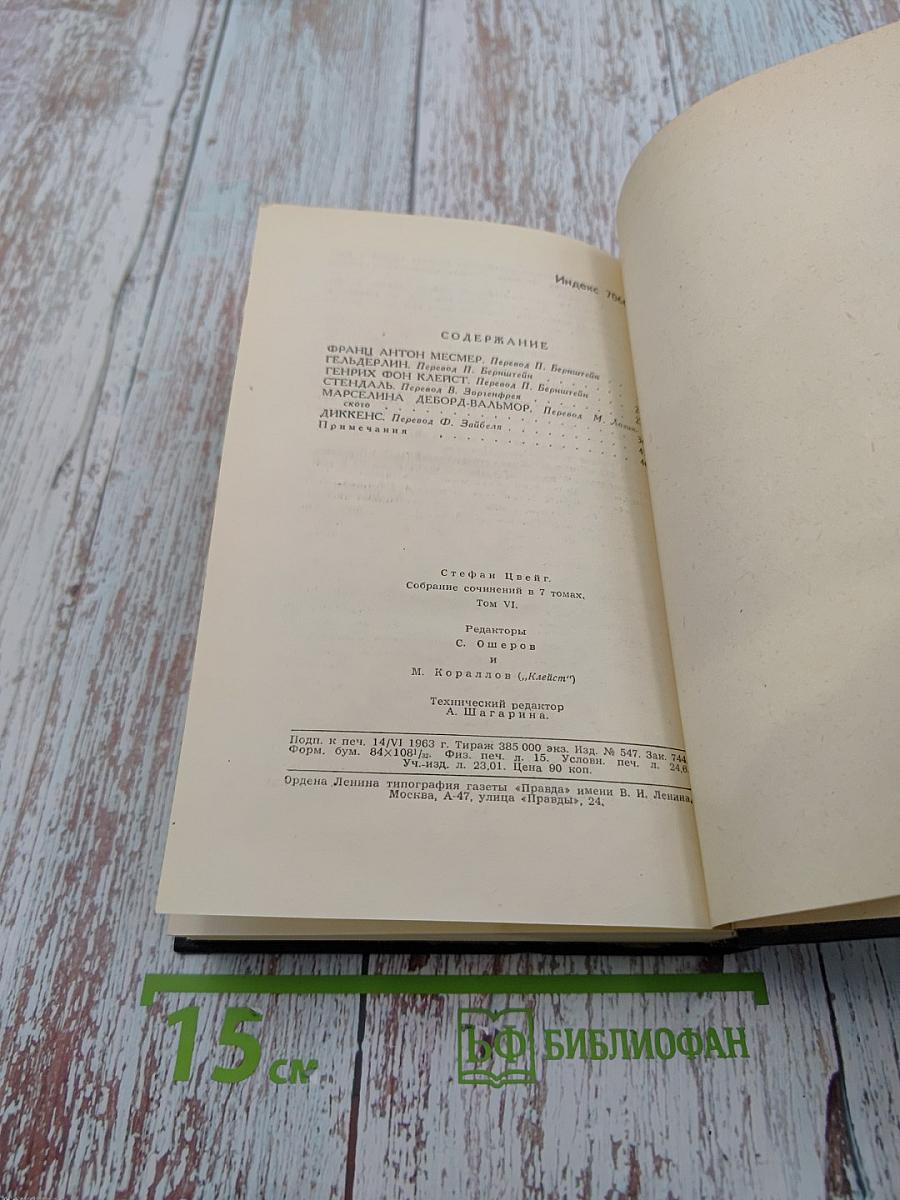 Индекс
СОДЕРЖАНИЕ
ФРАНЦ АНТОН МЕСМЕР. Перевод П. Бернштейн
ГЕЛЬДЕРЛИН. Перевод П. Бернштейн
ГЕНРИХ ФОН КЛЕЙСТ. Перевод П. Бернштейн
СТЕНДАЛЬ. Перевод В. Зоргенфрея
МАРСЕЛИНА ДЕБОРД-ВАЛЬМОР. Перевод М.
ского
ДИККЕНС. Перевод Ф. Зайбеля
Примечания
Стефан Цвейг.
Собрание сочинений в 7 томах.
Том VI.
Редакторы
С. Ошеров
и
М. Кораллов („Клейст“)
Технический редактор
А. Шагарина.
Подп. к печ. 14/VI 1963 г. Тираж 385 000 экз. Изд. № 547. Зак. 744.
Форм. бум. 84×108¹/₃₂. Физ. печ. л. 15. Условн. печ. л. 24,6.
Уч.-изд. л. 23,01. Цена 90 коп.
Ордена Ленина типография газеты «Правда» имени В. И. Ленина.
Москва, А-47, улица «Правды», 24.
15 см
БФ БИБЛИОФАН